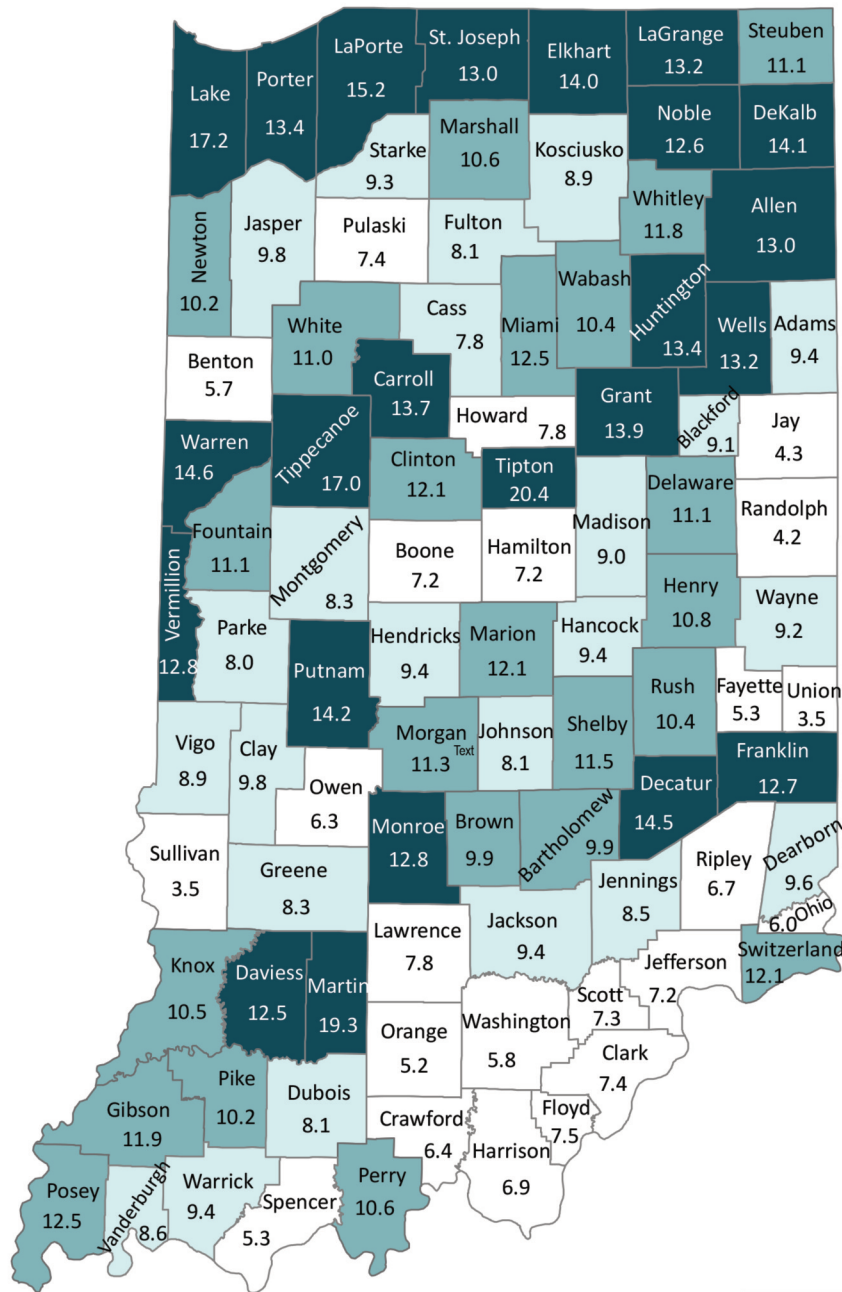 LaPorte
15.2
St. Joseph
13.0
Elkhart
14.0
LaGrange
13.2
Steuben
11.1
Lake
17.2
Porter
13.4
Noble
12.6
DeKalb
14.1
Marshall
10.6
Starke
9.3
Kosciusko
8.9
Whitley
11.8
Allen
13.0
Newton
10.2
Jasper
9.8
Pulaski
7.4
Fulton
8.1
Wabash
10.4
Huntington
13.4
White
11.0
Cass
7.8
Miami
12.5
Wells
13.2
Adams
9.4
Benton
5.7
Carroll
13.7
Howard
7.8
Grant
13.9
Blackford
9.1
Jay
4.3
Warren
14.6
Tippecanoe
17.0
Clinton
12.1
Tipton
20.4
Delaware
11.1
Randolph
4.2
Fountain
11.1
Montgomery
8.3
Boone
7.2
Hamilton
7.2
Madison
9.0
Henry
10.8
Wayne
9.2
Vermillion
12.8
Parke
8.0
Putnam
14.2
Hendricks
9.4
Marion
12.1
Hancock
9.4
Rush
10.4
Fayette
5.3
Union
3.5
Vigo
8.9
Clay
9.8
Owen
6.3
Morgan
Text
11.3
Johnson
8.1
Shelby
11.5
Decatur
14.5
Franklin
12.7
Sullivan
3.5
Greene
8.3
Monroe
12.8
Brown
9.9
Bartholomew
9.9
Jennings
8.5
Ripley
6.7
Dearborn
9.6
Ohio
6.0
Knox
10.5
Daviess
12.5
Martin
19.3
Lawrence
7.8
Jackson
9.4
Scott
7.3
Jefferson
7.2
Switzerland
12.1
Orange
5.2
Washington
5.8
Clark
7.4
Gibson
11.9
Pike
10.2
Dubois
8.1
Crawford
6.4
Harrison
6.9
Floyd
7.5
Posey
12.5
Vanderburgh
8.6
Warrick
9.4
Spencer
5.3
Perry
10.6